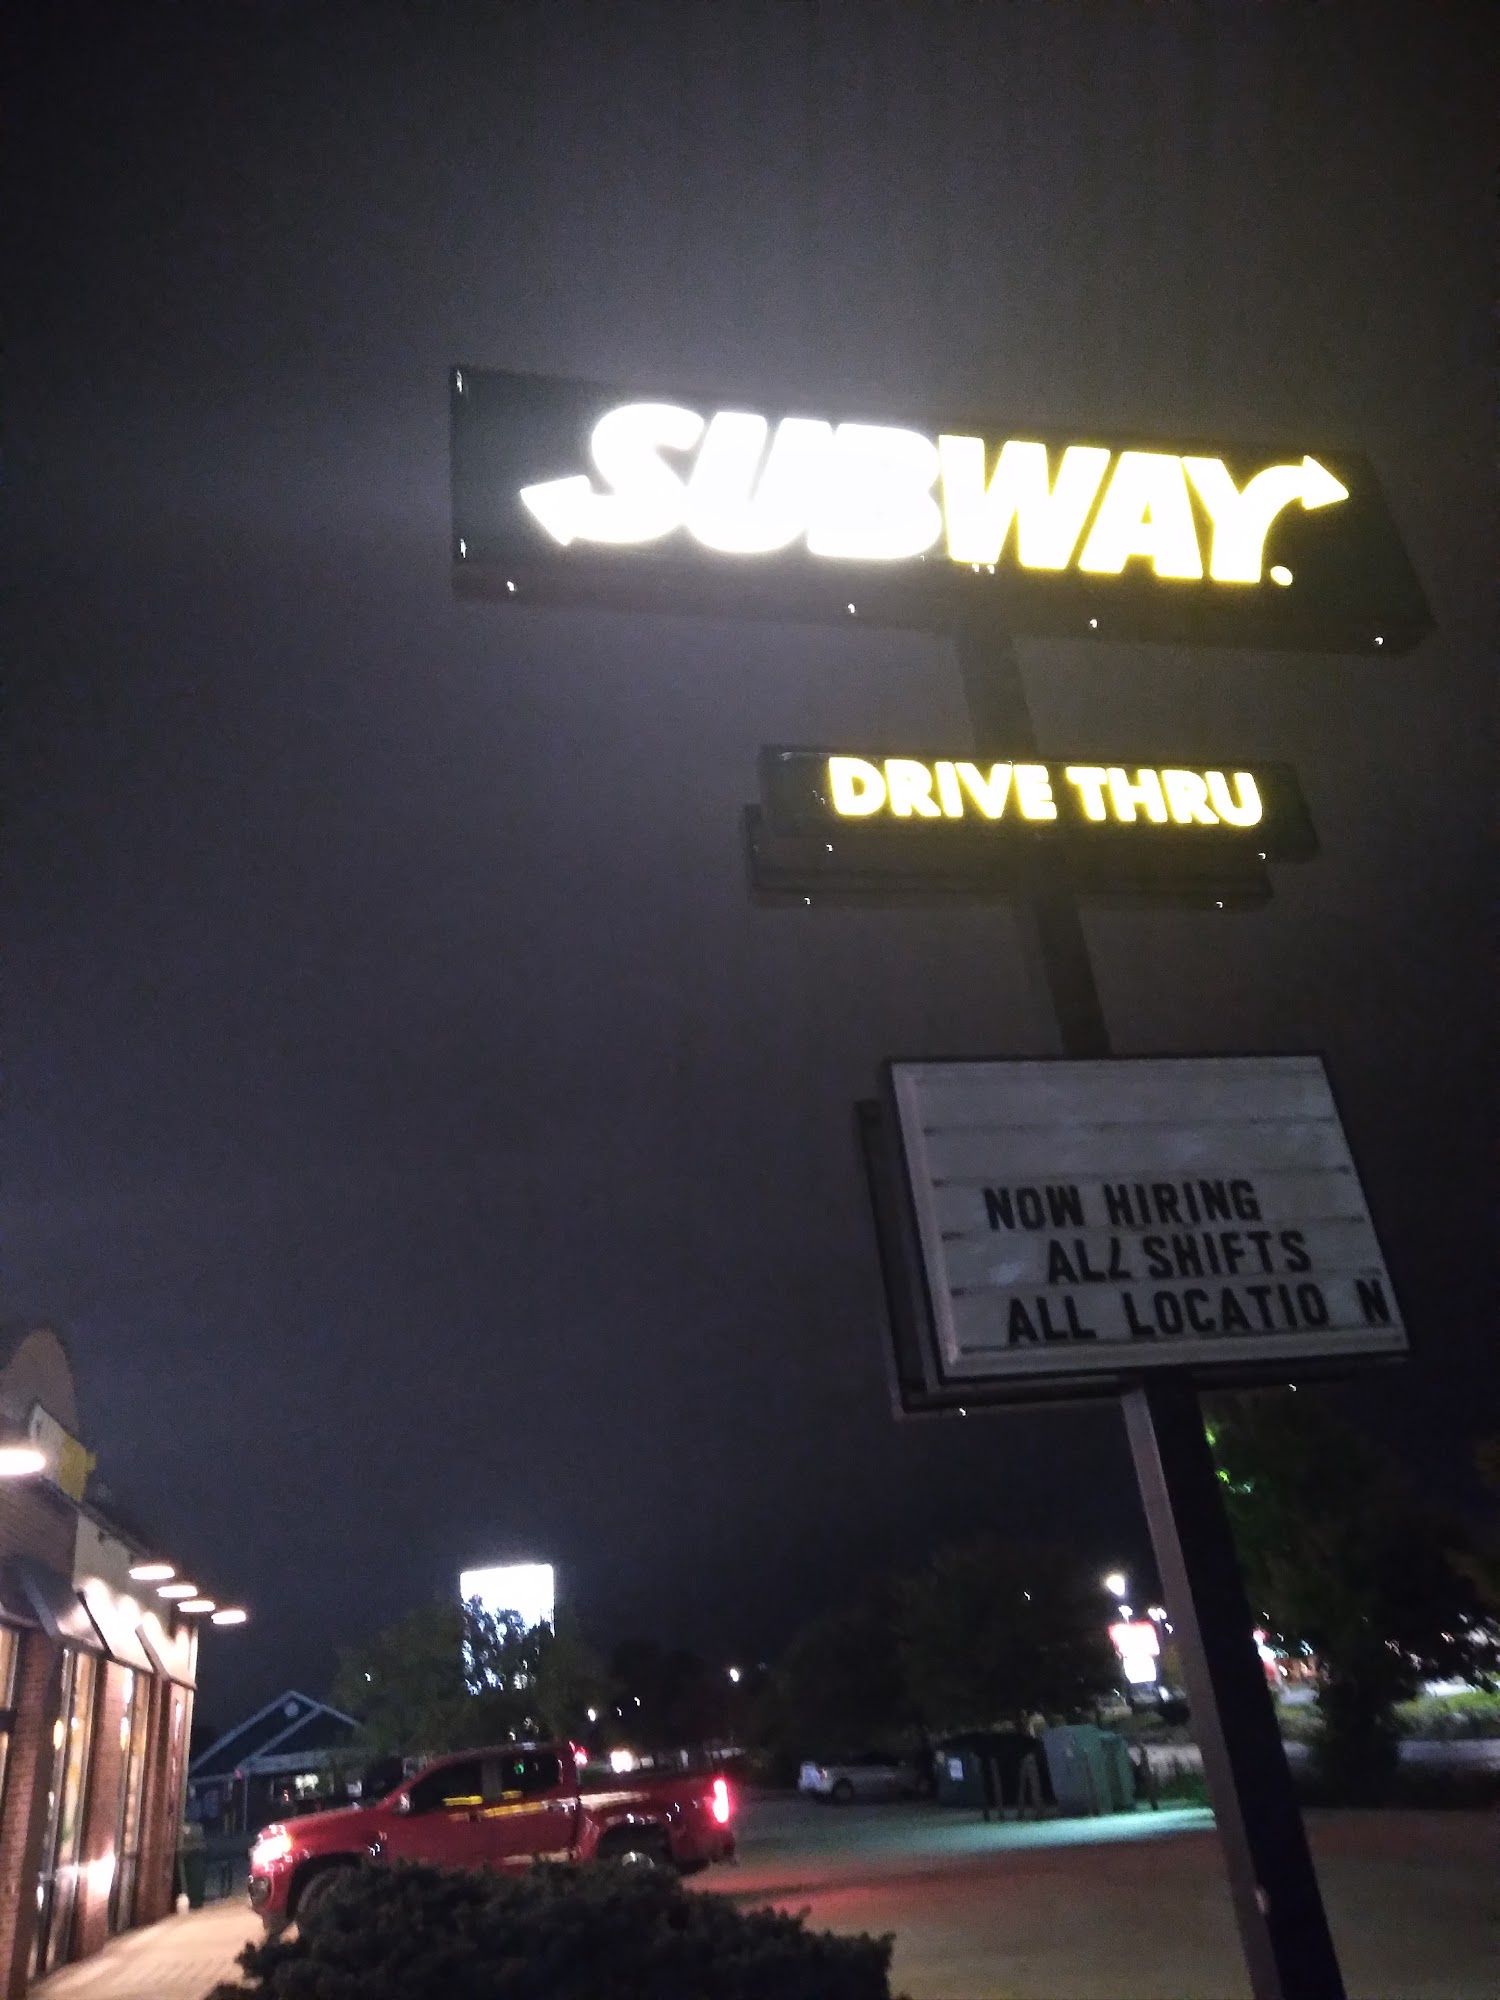 SUBWAY
DRIVE THRU
NOW HIRING
ALL SHIFTS
ALL LOCATIO N